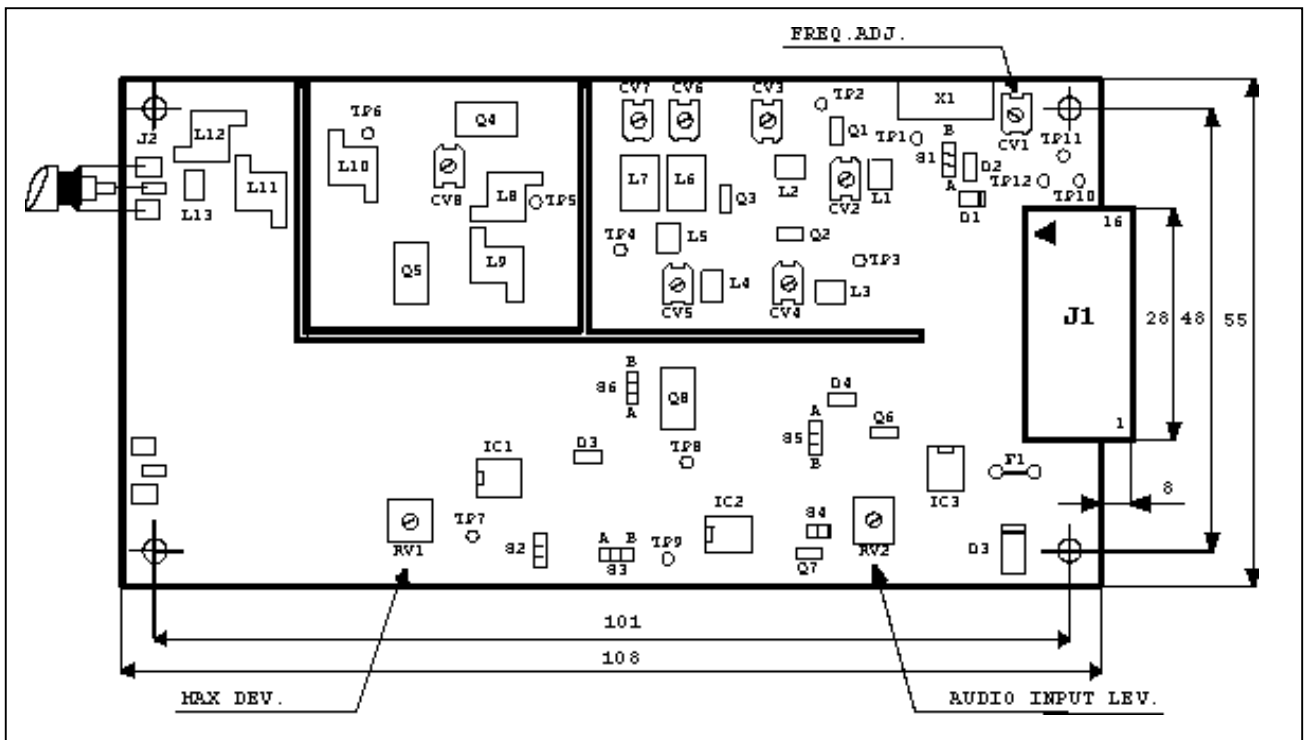 FREQ.ADJ.
CV7 CV6 CV3 TP2 X1
TP6 Q4
J2 L12 Q1 TP1 B CV1 TP11
S1 D2
L10 L7 L6 L2 L1 TP12 TP10
L11 CV8 L8 TP5 Q3 CV2 A D1
L13 16
TP4 L5 Q2
Q5 L9 TP3
L4 L3
CV5 CV4 J1 28 48 55
B
S6 Q8 D4
A A Q6 1
S5
IC1 D3 TP8 B F1
IC3 8
IC2 S4
TP7 A B TP9 D3
RV1 S2 S3 Q7 RV2
101
108
MAX DEV. AUDIO INPUT LEV.